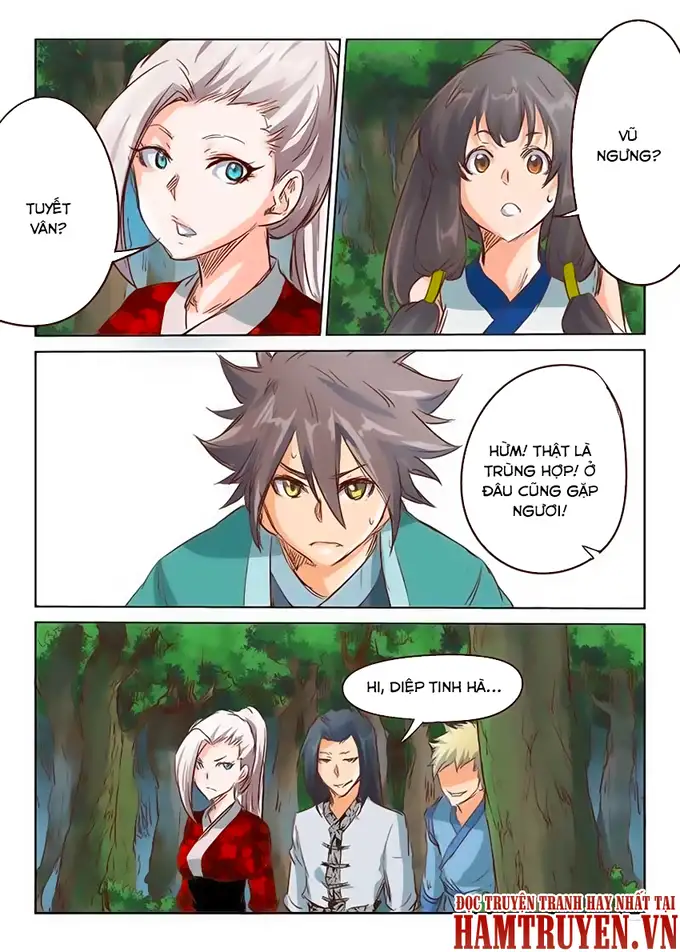 TUYẾT
VÂN?
VŨ
NGƯNG?
HỪM! THẬT LÀ
TRÙNG HỢP! Ở
ĐÂU CŨNG GẶP
NGƯƠI!
HI, DIỆP TINH HÀ...
ĐỌC TRUYỆN TRANH HAY NHẤT TẠI
HAMTRUYEN.VN